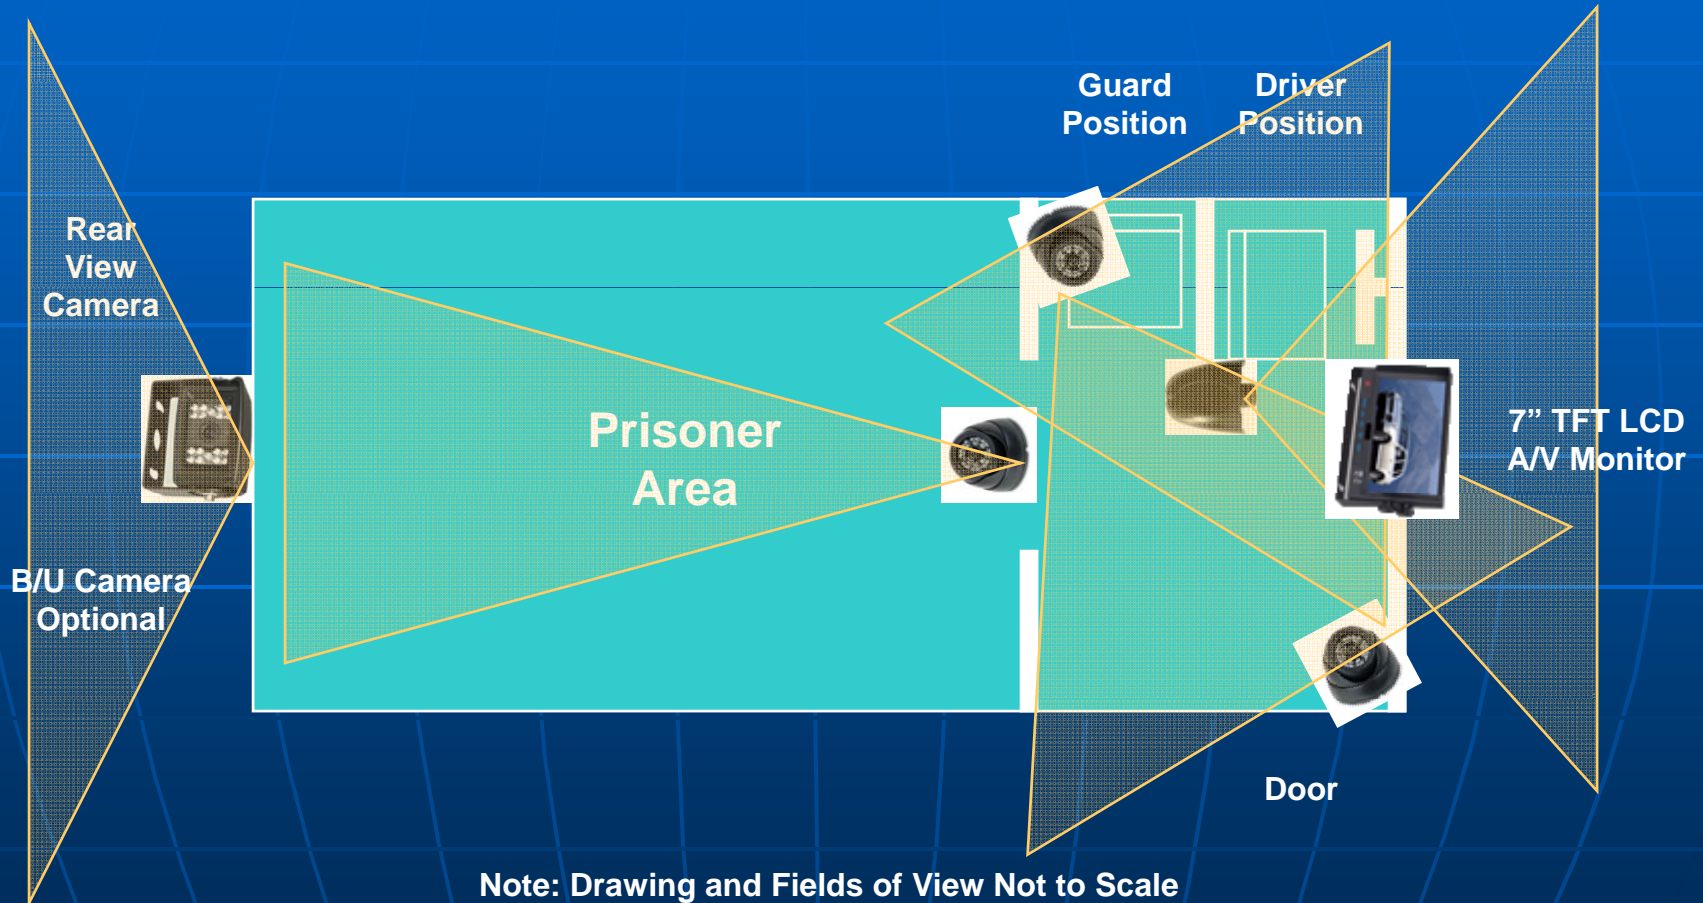 Guard
Position
Driver
Position
Rear
View
Camera
Prisoner
Area
7” TFT LCD
A/V Monitor
B/U Camera
Optional
Door
Note: Drawing and Fields of View Not to Scale